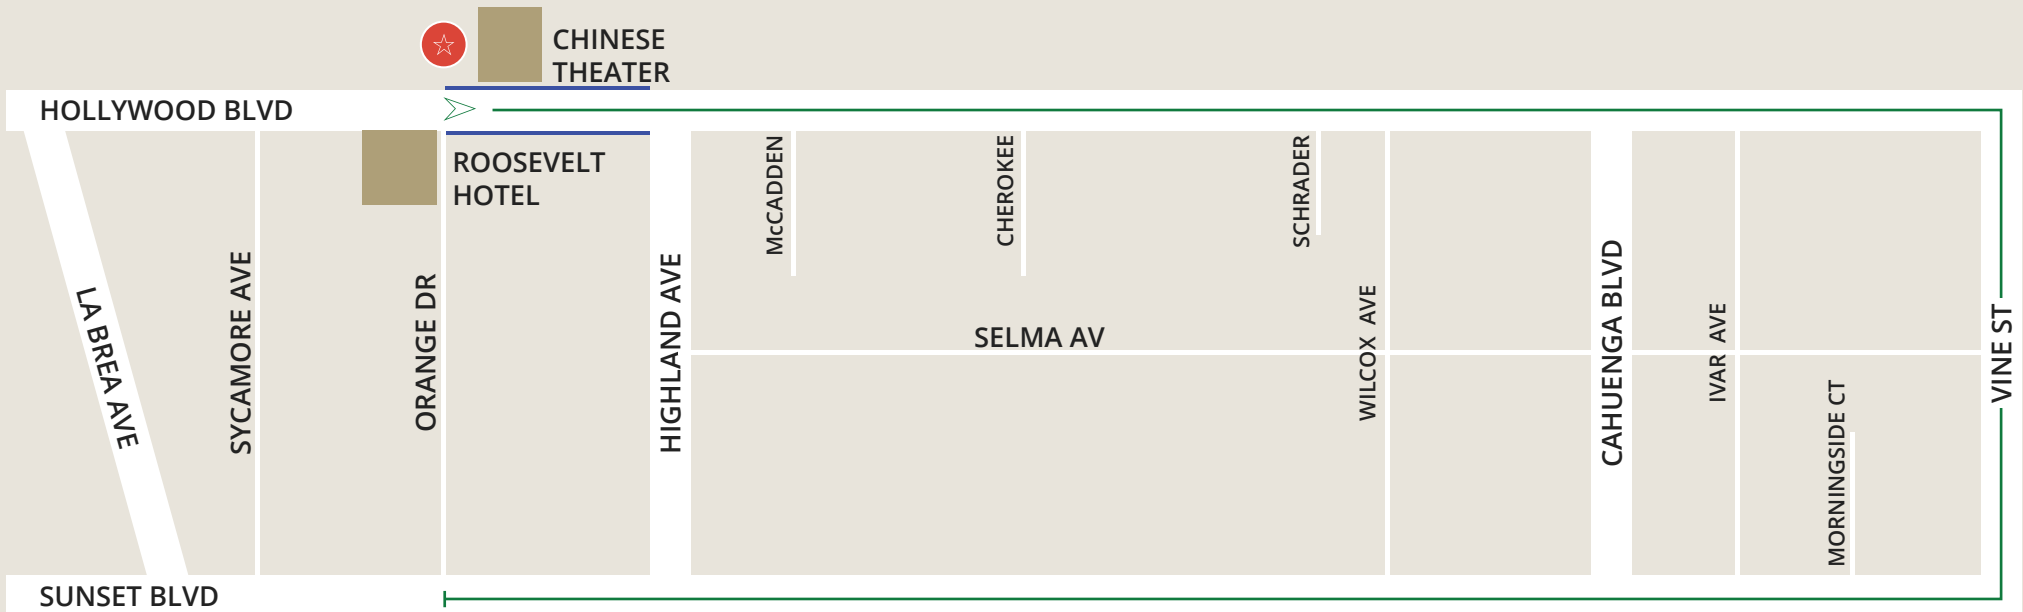 CHINESE
THEATER
HOLLYWOOD BLVD
ROOSEVELT
HOTEL
McCADDEN
CHEROKEE
SCHRADER
LA BREA AVE
SYCAMORE AVE
ORANGE DR
HIGHLAND AVE
SELMA AV
WILCOX AVE
CAHUENGA BLVD
IVAR AVE
MORNINGSIDE CT
VINE ST
SUNSET BLVD